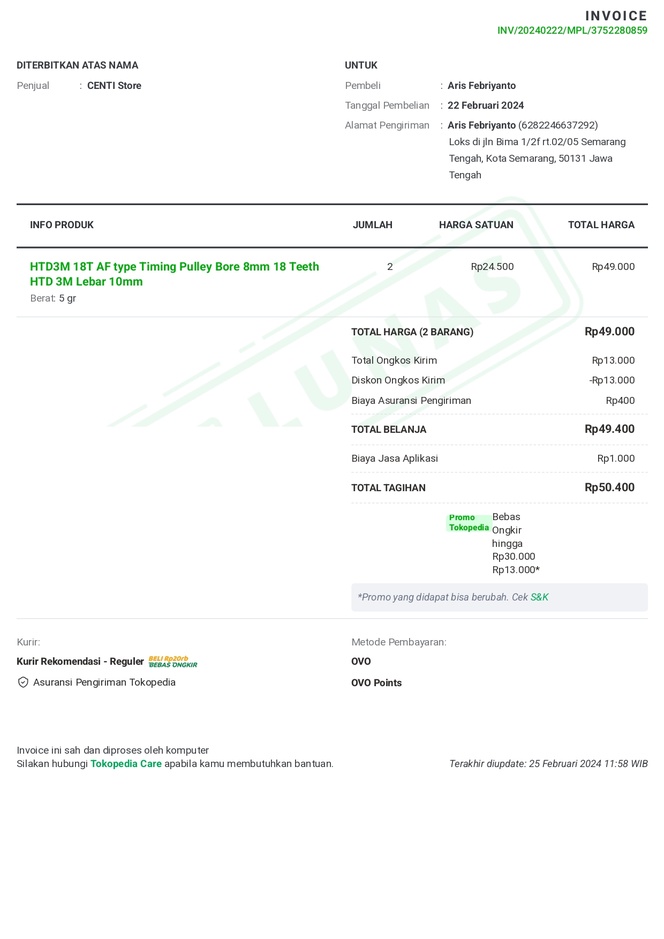 INVOICE
INV/20240222/MPL/3752280859
DITERBITKAN ATAS NAMA
Penjual : CENTI Store
UNTUK
Pembeli : Aris Febriyanto
Tanggal Pembelian : 22 Februari 2024
Alamat Pengiriman : Aris Febriyanto (6282246637292)
Loks di jln Bima 1/2f rt.02/05 Semarang
Tengah, Kota Semarang, 50131 Jawa
Tengah
INFO PRODUK JUMLAH HARGA SATUAN TOTAL HARGA
HTD3M 18T AF type Timing Pulley Bore 8mm 18 Teeth 2 Rp24.500 Rp49.000
HTD 3M Lebar 10mm
Berat: 5 gr
LUNAS
TOTAL HARGA (2 BARANG) Rp49.000
Total Ongkos Kirim Rp13.000
Diskon Ongkos Kirim -Rp13.000
Biaya Asuransi Pengiriman Rp400
TOTAL BELANJA Rp49.400
Biaya Jasa Aplikasi Rp1.000
TOTAL TAGIHAN Rp50.400
Promo
Tokopedia
Bebas
Ongkir
hingga
Rp30.000
Rp13.000*
*Promo yang didapat bisa berubah. Cek S&K
Kurir:
Kurir Rekomendasi - Reguler BELI Rp20rb
BEBAS ONGKIR
Asuransi Pengiriman Tokopedia
Metode Pembayaran:
OVO
OVO Points
Invoice ini sah dan diproses oleh komputer
Silakan hubungi Tokopedia Care apabila kamu membutuhkan bantuan.
Terakhir diupdate: 25 Februari 2024 11:58 WIB